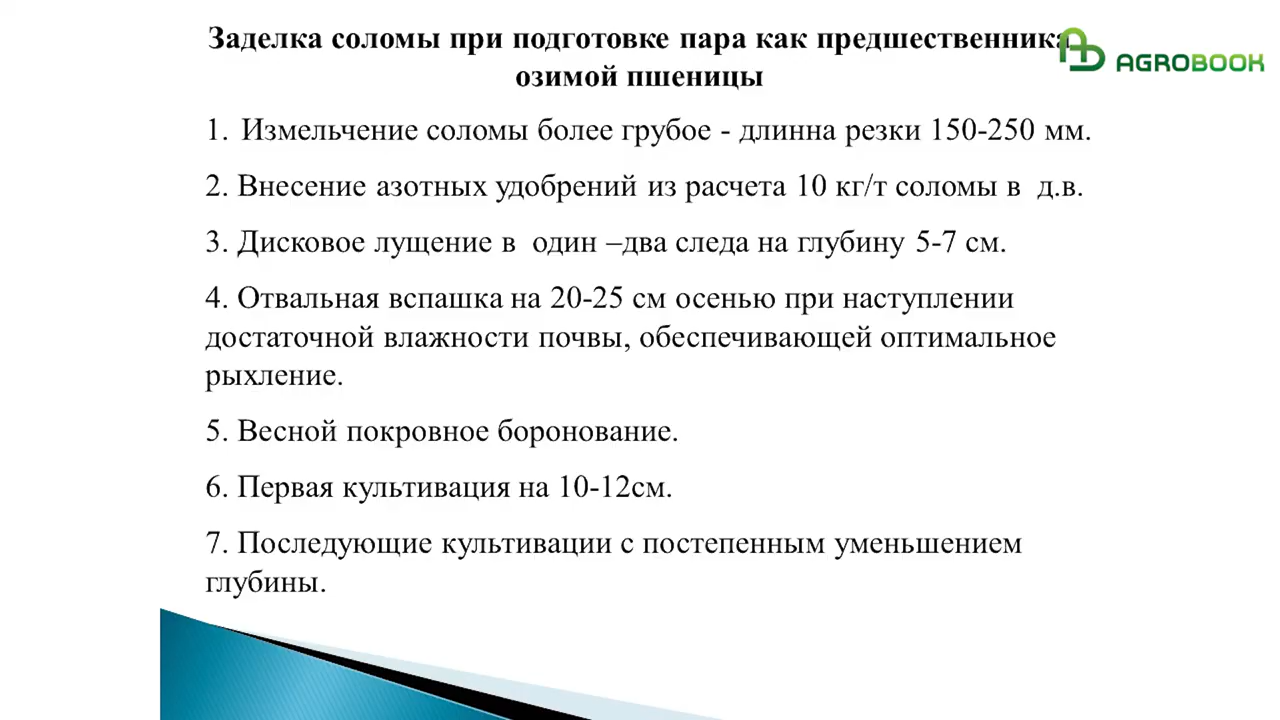 Заделка соломы при подготовке пара как предшественника
озимой пшеницы
AGROBOOK
1. Измельчение соломы более грубое - длинна резки 150-250 мм.
2. Внесение азотных удобрений из расчета 10 кг/т соломы в д.в.
3. Дисковое лущение в один –два следа на глубину 5-7 см.
4. Отвальная вспашка на 20-25 см осенью при наступлении
достаточной влажности почвы, обеспечивающей оптимальное
рыхление.
5. Весной покровное боронование.
6. Первая культивация на 10-12см.
7. Последующие культивации с постепенным уменьшением
глубины.